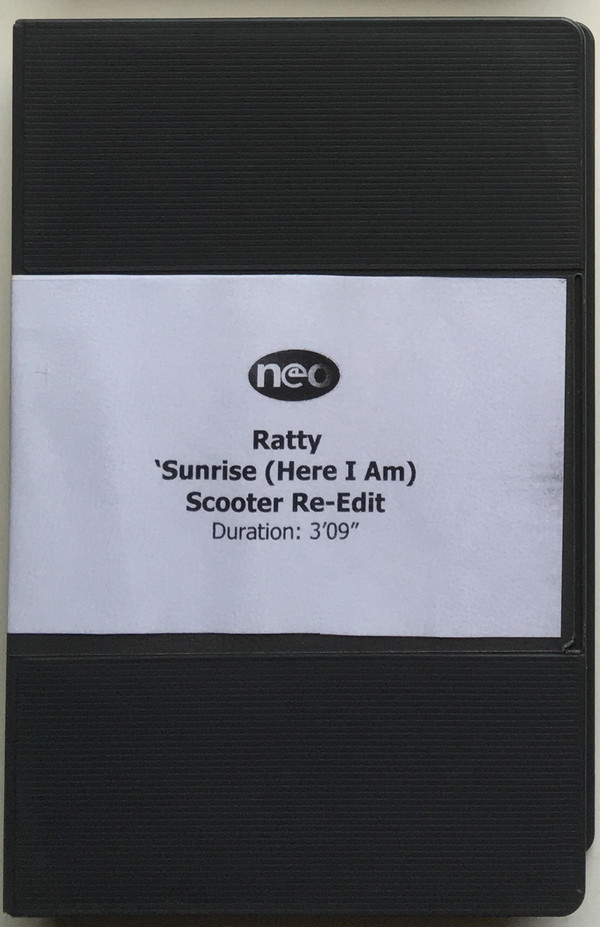 neo
Ratty
‘Sunrise (Here I Am)
Scooter Re-Edit
Duration: 3’09”